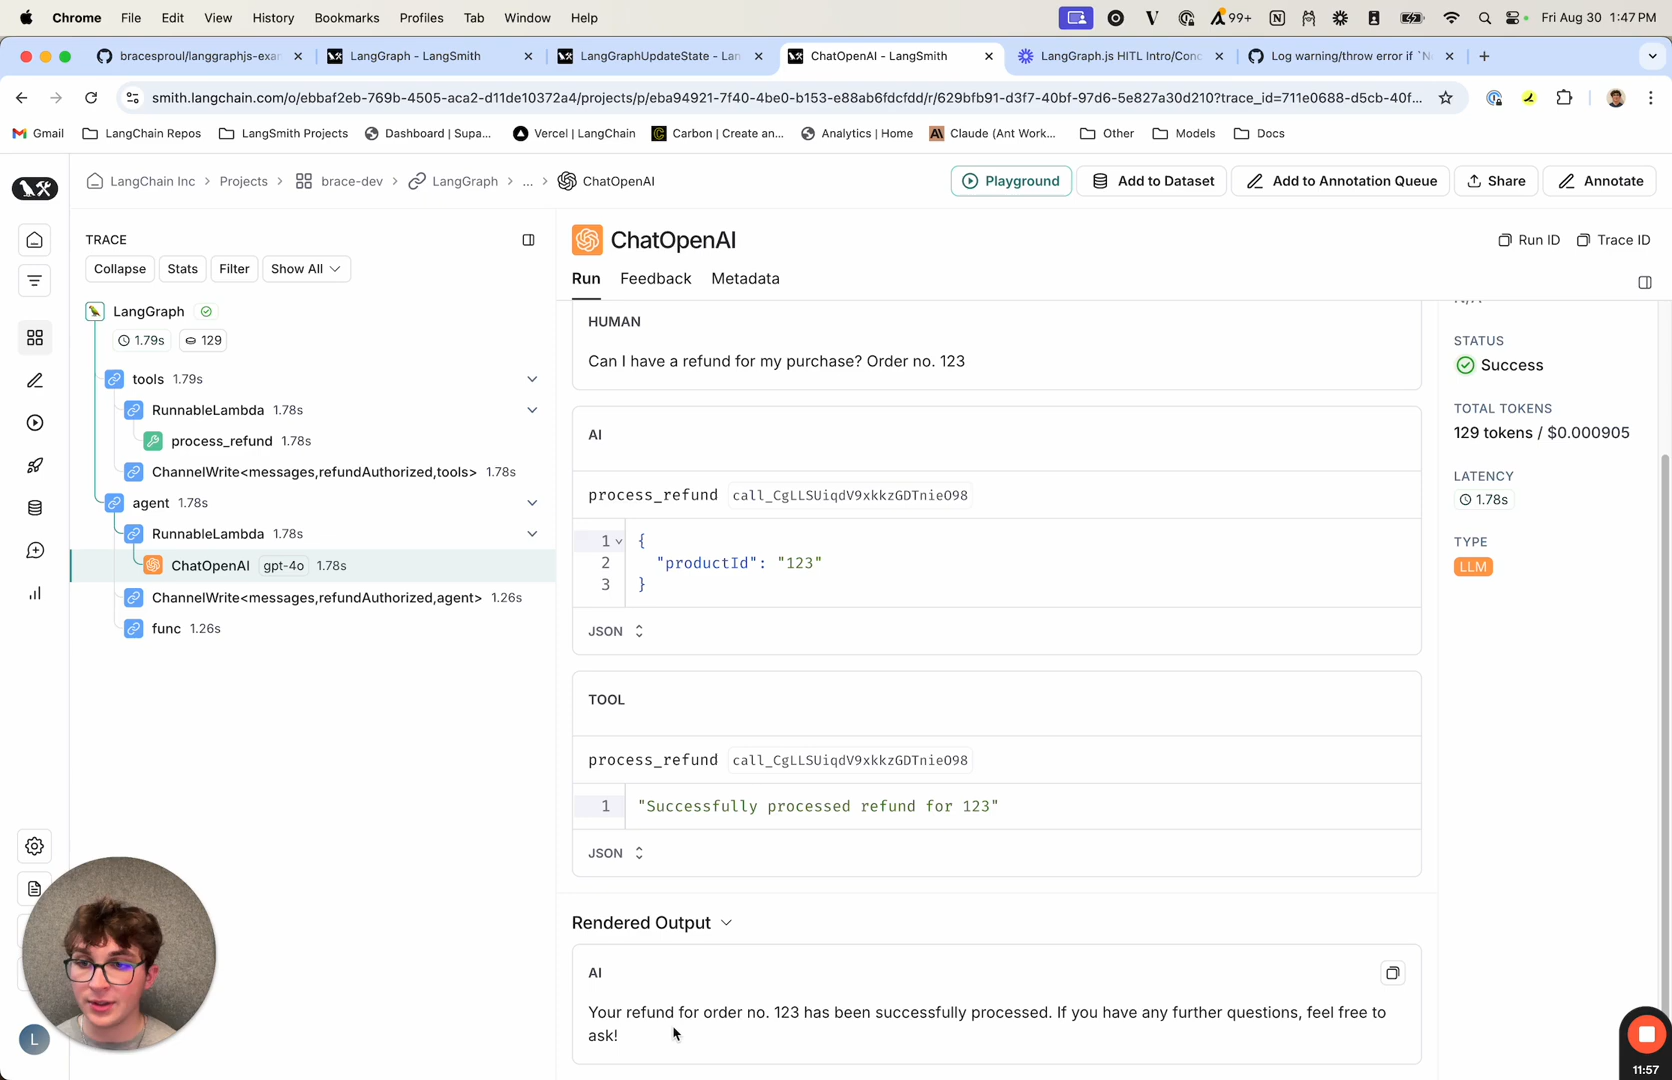 Chrome File Edit View History Bookmarks Profiles Tab Window Help 99+ Fri Aug 30 1:47 PM
bracesproul/langgraphjs-exar LangGraph - LangSmith LangGraphUpdateState - Lan ChatOpenAI - LangSmith LangGraph.js HITL Intro/Conc Log warning/throw error if `Ne
smith.langchain.com/o/ebbaf2eb-769b-4505-aca2-d11de10372a4/projects/p/eba94921-7f40-4be0-b153-e88ab6fdcfdd/r/629bfb91-d3f7-40bf-97d6-5e827a30d210?trace_id=711e0688-d5cb-40f...
Gmail LangChain Repos LangSmith Projects Dashboard | Supa... Vercel | LangChain Carbon | Create an... Analytics | Home Claude (Ant Work... Other Models Docs
LangChain Inc > Projects > brace-dev > LangGraph > ... > ChatOpenAI Playground Add to Dataset Add to Annotation Queue Share Annotate
TRACE
Collapse Stats Filter Show All
LangGraph
1.79s 129
tools 1.79s
RunnableLambda 1.78s
process_refund 1.78s
ChannelWrite<messages,refundAuthorized,tools> 1.78s
agent 1.78s
RunnableLambda 1.78s
ChatOpenAI gpt-4o 1.78s
ChannelWrite<messages,refundAuthorized,agent> 1.26s
func 1.26s
L
ChatOpenAI Run ID Trace ID
Run Feedback Metadata
HUMAN
Can I have a refund for my purchase? Order no. 123
AI
process_refund call_CgLLSUiqdV9xkkzGDTnieO98
1 {
2 "productId": "123"
3 }
JSON
TOOL
process_refund call_CgLLSUiqdV9xkkzGDTnieO98
1 "Successfully processed refund for 123"
JSON
Rendered Output
AI
Your refund for order no. 123 has been successfully processed. If you have any further questions, feel free to
ask!
STATUS
Success
TOTAL TOKENS
129 tokens / $0.000905
LATENCY
1.78s
TYPE
LLM
11:57